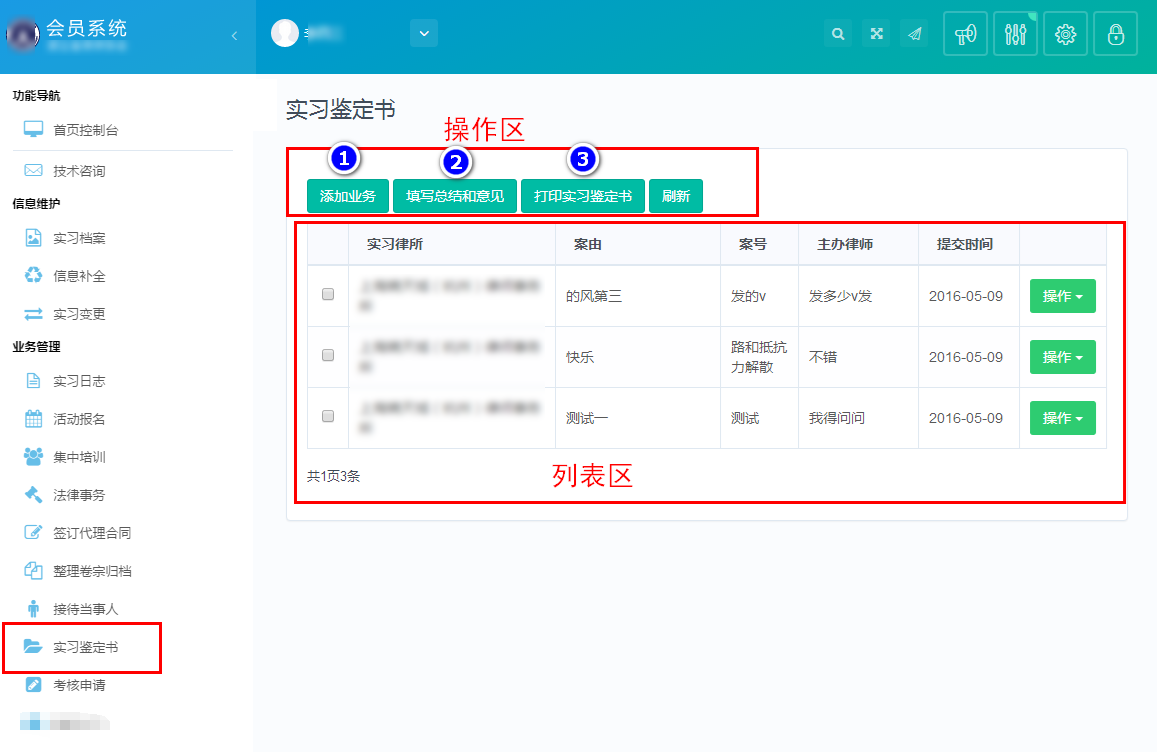 会员系统
功能导航
首页控制台
技术咨询
信息维护
实习档案
信息补全
实习变更
业务管理
实习日志
活动报名
集中培训
法律事务
签订代理合同
整理卷宗归档
接待当事人
实习鉴定书
考核申请
实习鉴定书
操作区
1 2 3
添加业务 填写总结和意见 打印实习鉴定书 刷新
实习律所 案由 案号 主办律师 提交时间
的风第三 发的v 发多少v发 2016-05-09 操作
快乐 路和抵抗 不错 2016-05-09 操作
力解散
测试一 测试 我得问问 2016-05-09 操作
共1页3条
列表区